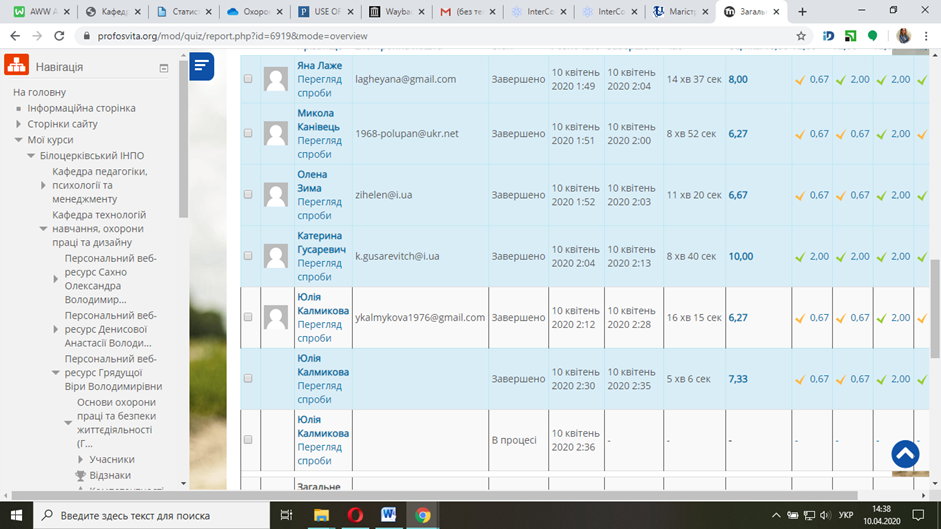 AWW A
Кафед
Статис
Охоро
USE OF
Wayba
(без те
InterCo
InterCo
Магістр
Загаль
profosvita.org/mod/quiz/report.php?id=6919&mode=overview
Навігація
На головну
Інформаційна сторінка
Сторінки сайту
Мої курси
Білоцерківський ІНПО
Кафедра педагогіки,
психології та
менеджменту
Кафедра технологій
навчання, охорони
праці та дизайну
Персональний веб-
ресурс Сахно
Олександра
Володимир...
Персональний веб-
ресурс Денисової
Анастасії Володи...
Персональний веб-
ресурс Грядущої
Віри Володимирівни
Основи охорони
праці та безпеки
життєдіяльності
(Г...
Учасники
Відзнаки
Яна Лаже
Перегляд
спроби
lagheyana@gmail.com Завершено 10 квітень 2020 1:49 10 квітень 2020 2:04 14 хв 37 сек 8,00 0,67 2,00 2,00
Микола
Канівець
Перегляд
спроби
1968-polupan@ukr.net Завершено 10 квітень 2020 1:51 10 квітень 2020 2:00 8 хв 52 сек 6,27 0,67 0,67 2,00
Олена
Зима
Перегляд
спроби
zihelen@i.ua Завершено 10 квітень 2020 1:52 10 квітень 2020 2:03 11 хв 20 сек 6,67 0,67 0,67 2,00
Катерина
Гусаревич
Перегляд
спроби
k.gusarevitch@i.ua Завершено 10 квітень 2020 2:04 10 квітень 2020 2:13 8 хв 40 сек 10,00 2,00 2,00 2,00
Юлія
Калмикова
Перегляд
спроби
ykalmykova1976@gmail.com Завершено 10 квітень 2020 2:12 10 квітень 2020 2:28 16 хв 15 сек 6,27 0,67 0,67 2,00
Юлія
Калмикова
Перегляд
спроби
Завершено 10 квітень 2020 2:30 10 квітень 2020 2:35 5 хв 6 сек 7,33 0,67 0,67 2,00
Юлія
Калмикова
Перегляд
спроби
В процесі 10 квітень 2020 2:36 - - - - - - -
Загальне
Введите здесь текст для поиска
УКР
14:38
10.04.2020